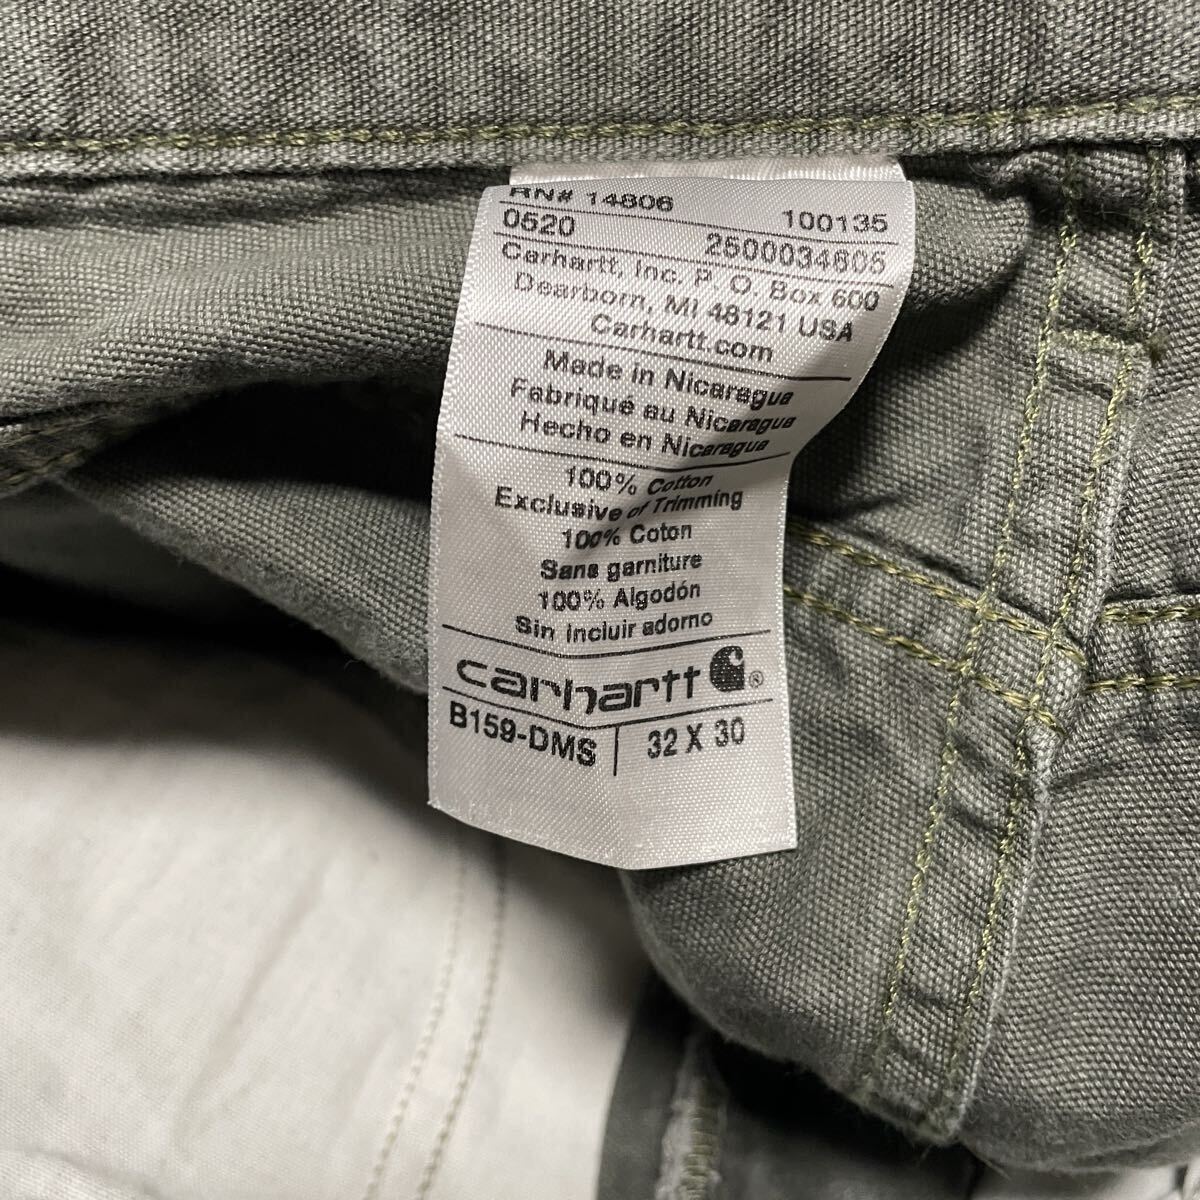 RN# 14806 100135
0520 2500034605
Carhartt, Inc. P. O. Box 600
Dearborn, MI 48121 USA
Carhartt.com
Made in Nicaragua
Fabriqué au Nicaragua
Hecho en Nicaragua
100% Cotton
Exclusive of Trimming
100% Coton
Sans garniture
100% Algodón
Sin incluir adorno
carhartt ®
B159-DMS 32 X 30